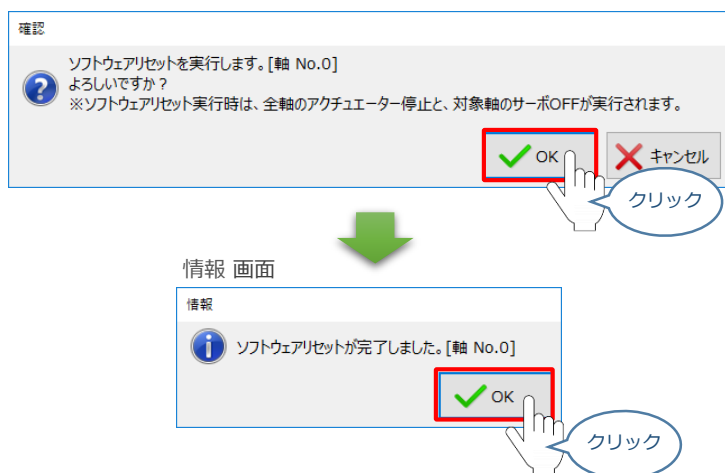 確認
ソフトウェアリセットを実行します。[軸 No.0]
よろしいですか？
※ソフトウェアリセット実行時は、全軸のアクチュエーター停止と、対象軸のサーボOFFが実行されます。
OK
キャンセル
クリック
情報 画面
情報
ソフトウェアリセットが完了しました。[軸 No.0]
OK
クリック